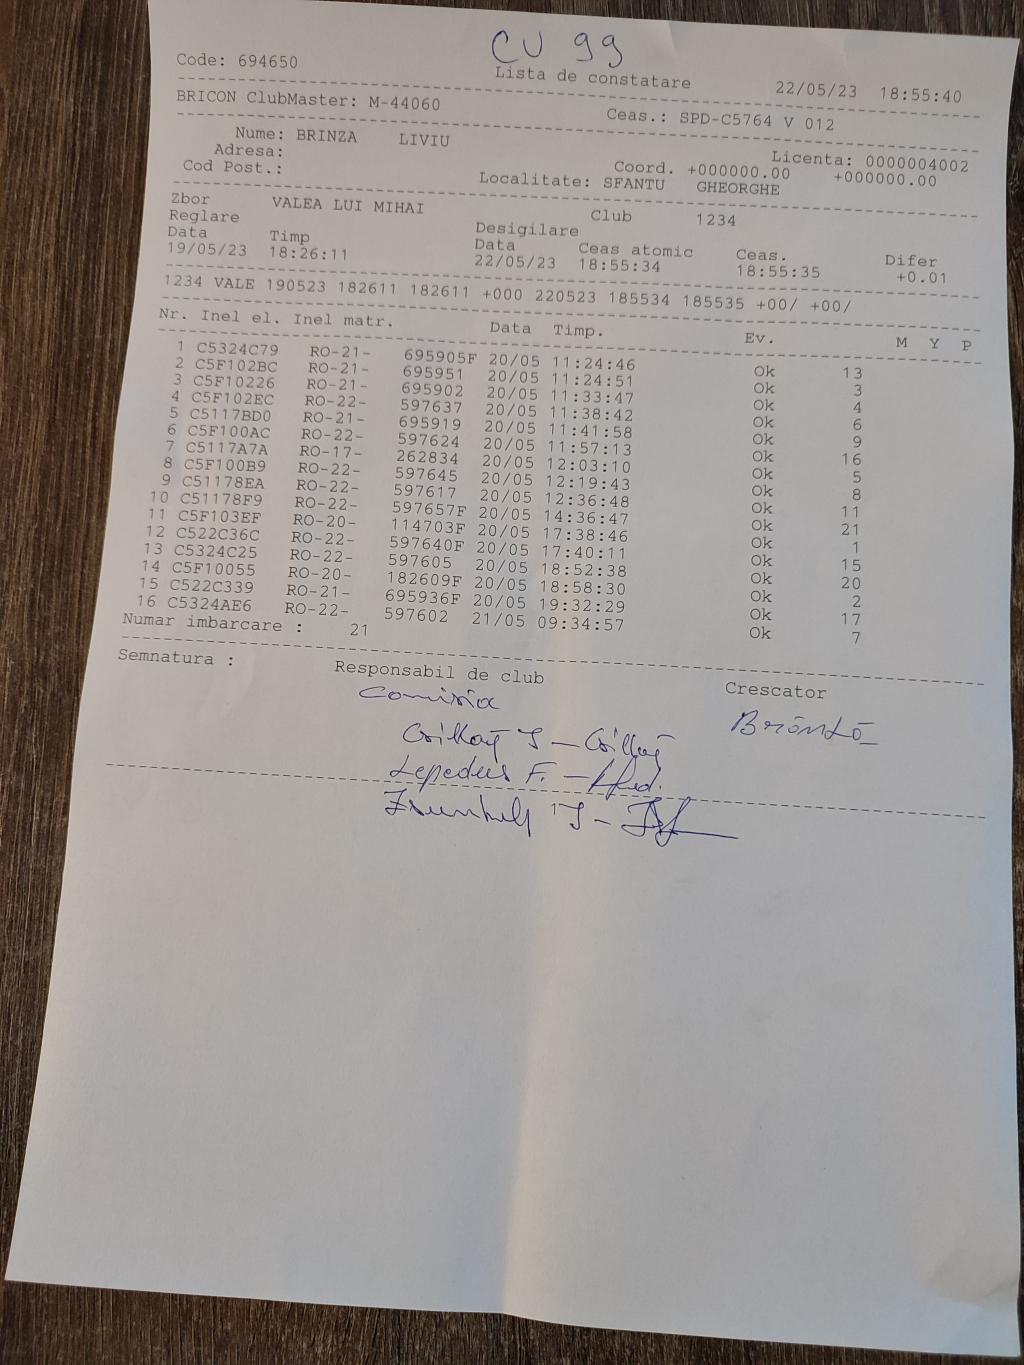 CU 99
Code: 694650 Lista de constatare 22/05/23 18:55:40
BRICON ClubMaster: M-44060 Ceas.: SPD-C5764 V 012
Nume: BRINZA LIVIU Licenta: 0000004002
Adresa: Coord. +000000.00 +000000.00
Cod Post.: Localitate: SFANTU GHEORGHE
Zbor VALEA LUI MIHAI Club 1234
Reglare Desigilare
Data Timp Data Ceas atomic Ceas. Difer
19/05/23 18:26:11 22/05/23 18:55:34 18:55:35 +0.01
1234 VALE 190523 182611 182611 +000 220523 185534 185535 +00/ +00/
Nr. Inel el. Inel matr. Data Timp. Ev. M Y P
1 C5324C79 RO-21- 695905F 20/05 11:24:46 Ok 13
2 C5F102BC RO-21- 695951 20/05 11:24:51 Ok 3
3 C5F10226 RO-21- 695902 20/05 11:33:47 Ok 4
4 C5F102EC RO-22- 597637 20/05 11:38:42 Ok 6
5 C5117BD0 RO-21- 695919 20/05 11:41:58 Ok 9
6 C5F100AC RO-22- 597624 20/05 11:57:13 Ok 16
7 C5117A7A RO-17- 262834 20/05 12:03:10 Ok 5
8 C5F100B9 RO-22- 597645 20/05 12:19:43 Ok 8
9 C51178EA RO-22- 597617 20/05 12:36:48 Ok 11
10 C51178F9 RO-22- 597657F 20/05 14:36:47 Ok 21
11 C5F103EF RO-20- 114703F 20/05 17:38:46 Ok 1
12 C522C36C RO-22- 597640F 20/05 17:40:11 Ok 15
13 C5324C25 RO-22- 597605 20/05 18:52:38 Ok 20
14 C5F10055 RO-20- 182609F 20/05 18:58:30 Ok 2
15 C522C339 RO-21- 695936F 20/05 19:32:29 Ok 17
16 C5324AE6 RO-22- 597602 21/05 09:34:57 Ok 7
Numar imbarcare : 21
Semnatura : Responsabil de club Crescator
Comisia